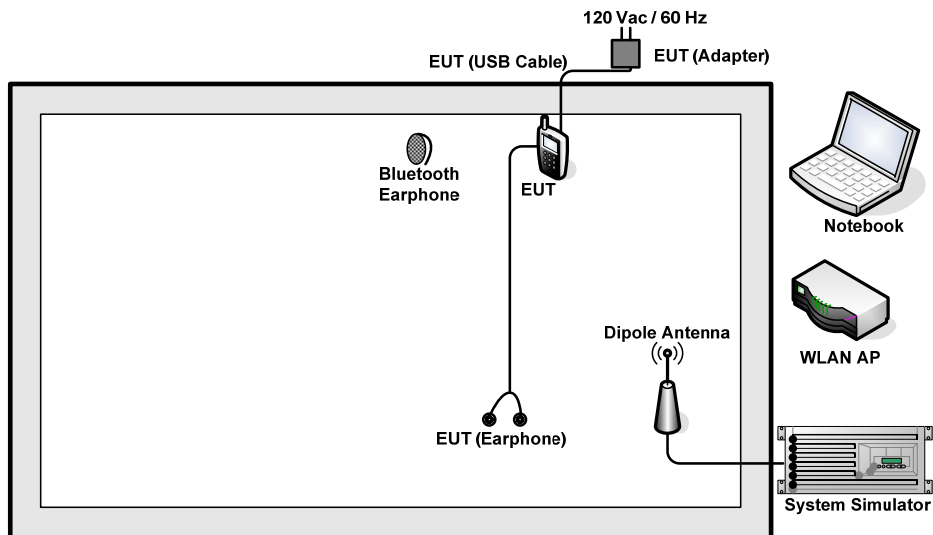 120 Vac / 60 Hz
EUT (USB Cable)
EUT (Adapter)
Bluetooth
Earphone
EUT
Notebook
Dipole Antenna
WLAN AP
EUT (Earphone)
System Simulator